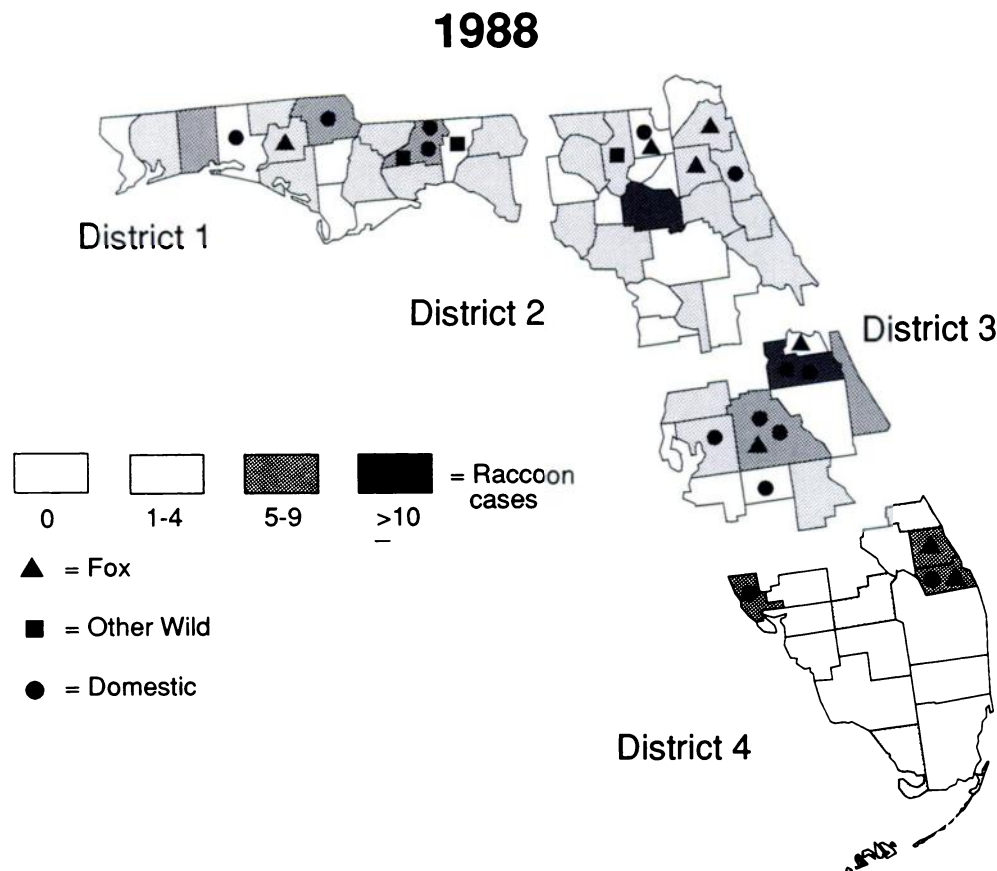 1988
District 1
District 2
District 3
= Raccoon
cases
0 1-4 5-9 >10
= Fox
= Other Wild
= Domestic
District 4